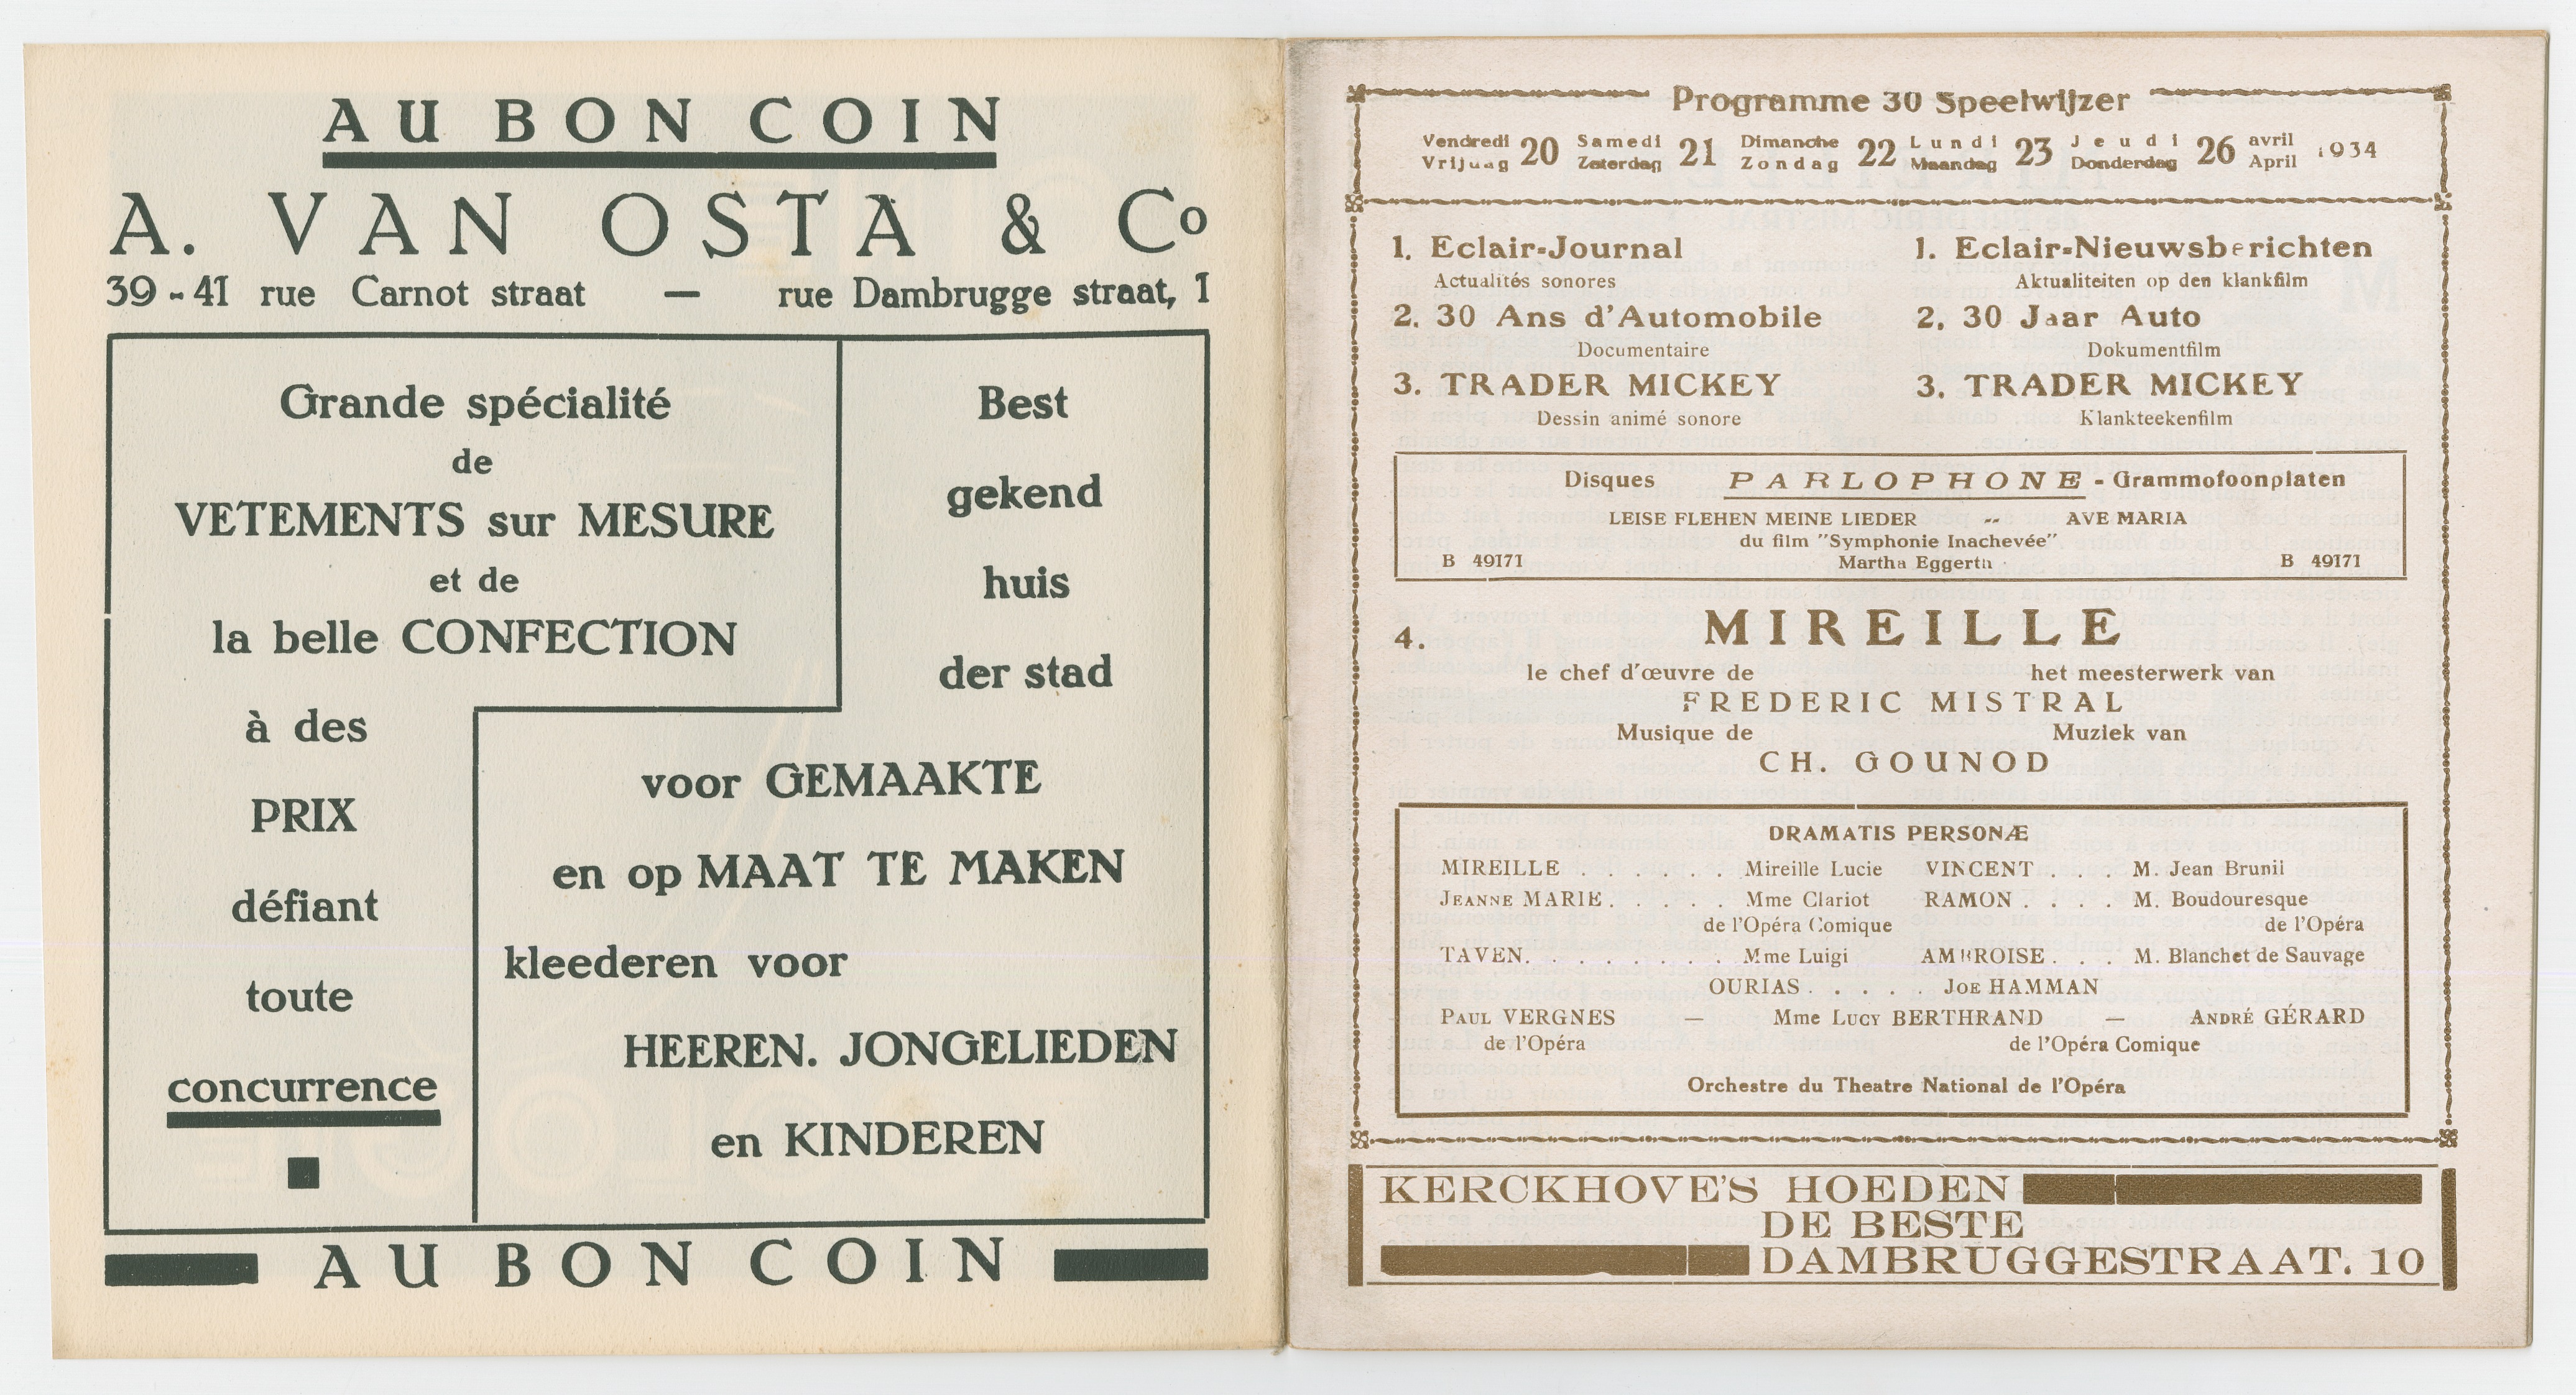 AU BON COIN
A. VAN OSTA & Co
39-41 rue Carnot straat — rue Dambrugge straat, 1
Grande spécialité
de
VETEMENTS sur MESURE
et de
la belle CONFECTION
à des
PRIX
défiant
toute
concurrence
Best
gekend
huis
der stad
voor GEMAAKTE
en op MAAT TE MAKEN
kleederen voor
HEEREN. JONGELIEDEN
en KINDEREN
AU BON COIN
Programme 30 Speelwijzer
Vendredi 20 Samedi 21 Dimanche 22 Lundi 23 Jeudi 26 avril 1934
Vrijdag Zaterdag Zondag Maandag Donderdag April
1. Eclair-Journal
Actualités sonores
2. 30 Ans d'Automobile
Documentaire
3. TRADER MICKEY
Dessin animé sonore
1. Eclair-Nieuwsberichten
Aktualiteiten op den klankfilm
2. 30 Jaar Auto
Dokumentfilm
3. TRADER MICKEY
Klankteekenfilm
Disques PARLOPHONE - Grammofoonplaten
LEISE FLEHEN MEINE LIEDER -- AVE MARIA
du film "Symphonie Inachevée"
B 49171 Martha Eggerth B 49171
4. MIREILLE
le chef d'œuvre de het meesterwerk van
FREDERIC MISTRAL
Musique de Muziek van
CH. GOUNOD
DRAMATIS PERSONÆ
MIREILLE . . . . . . Mireille Lucie VINCENT . . . M. Jean Brunil
JEANNE MARIE . . . . . Mme Clariot RAMON . . . . M. Boudouresque
de l'Opéra Comique de l'Opéra
TAVEN. . . . . . . . Mme Luigi AMBROISE . . . M. Blanchet de Sauvage
OURIAS . . . . . JOE HAMMAN
PAUL VERGNES — Mme LUCY BERTHRAND — ANDRÉ GÉRARD
de l'Opéra de l'Opéra Comique
Orchestre du Theatre National de l'Opéra
KERCKHOVE'S HOEDEN
DE BESTE
DAMBRUGGESTRAAT. 10